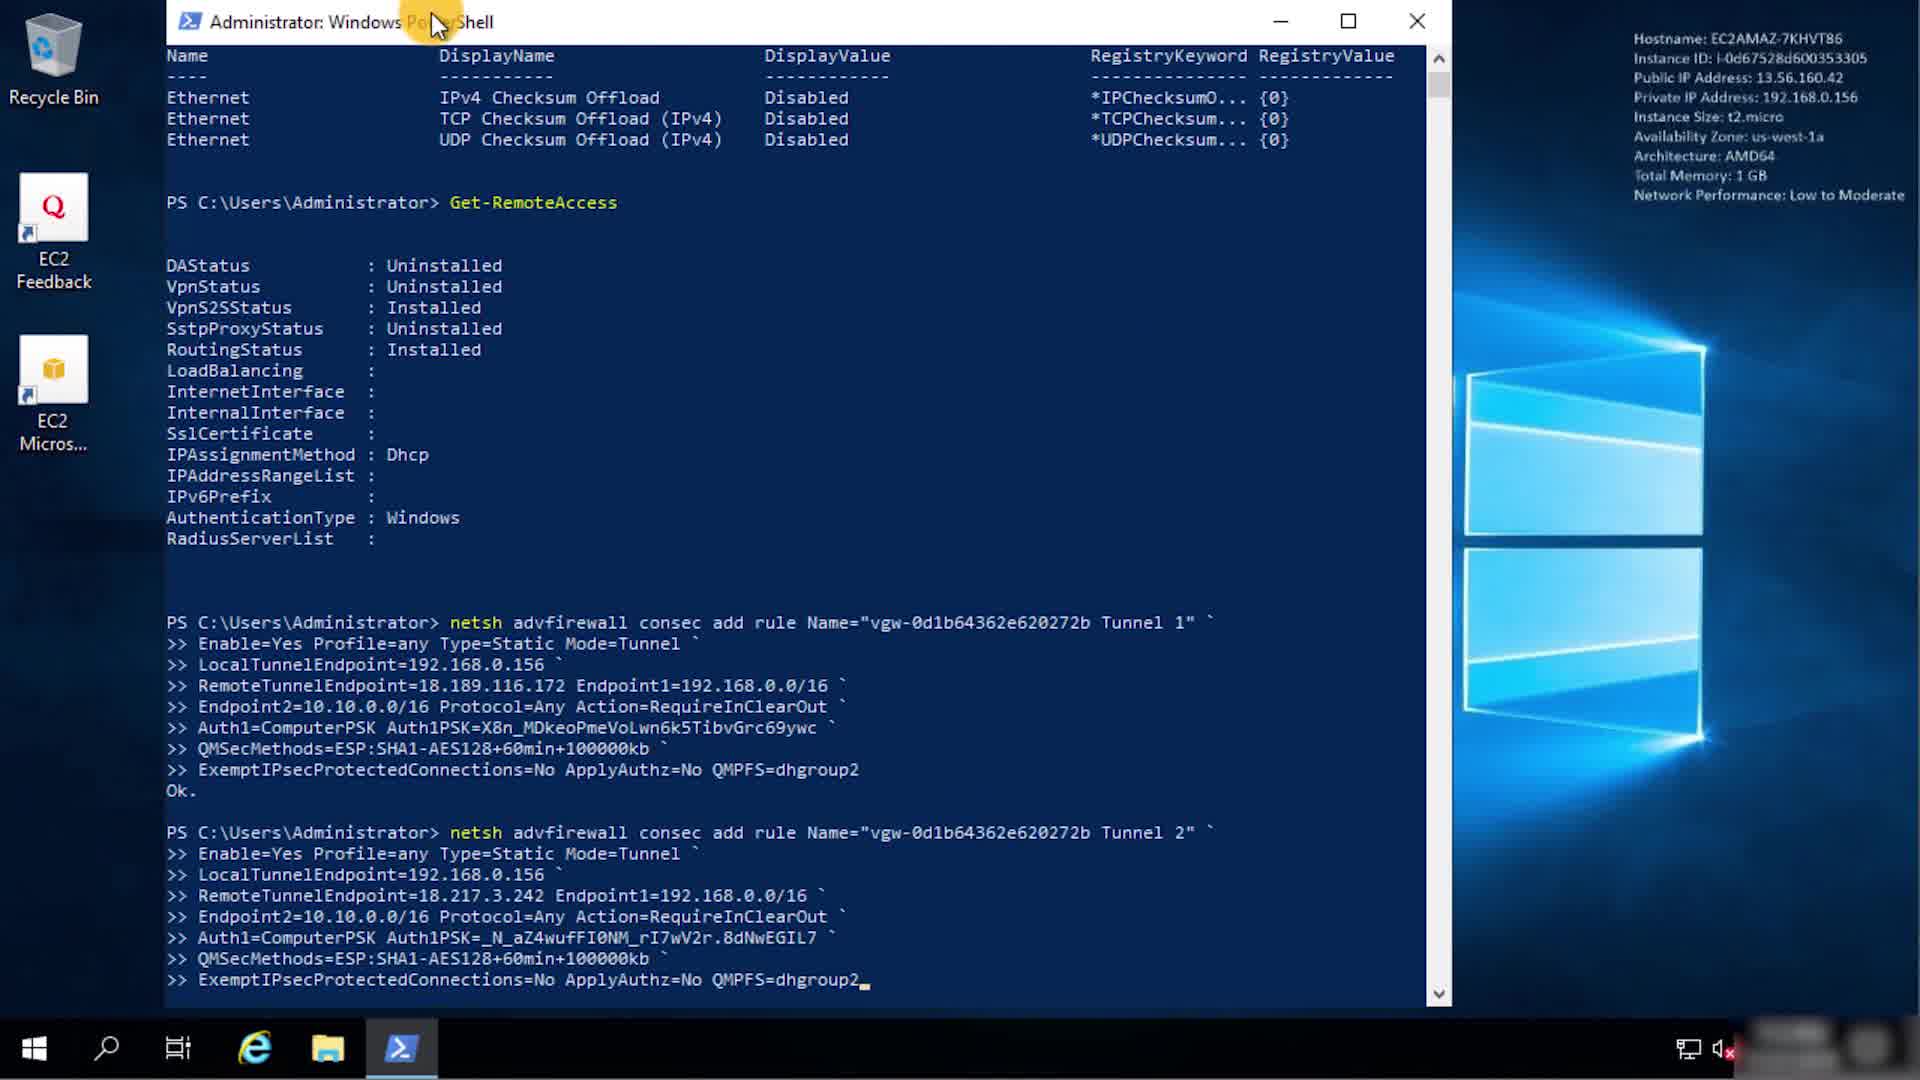 Administrator: Windows PowerShell
Recycle Bin
EC2
Feedback
EC2
Micros...
Name DisplayName DisplayValue RegistryKeyword RegistryValue
---- ----------- ------------ --------------- -------------
Ethernet IPv4 Checksum Offload Disabled *IPChecksumO... {0}
Ethernet TCP Checksum Offload (IPv4) Disabled *TCPChecksum... {0}
Ethernet UDP Checksum Offload (IPv4) Disabled *UDPChecksum... {0}
PS C:\Users\Administrator> Get-RemoteAccess
DAStatus : Uninstalled
VpnStatus : Uninstalled
VpnS2SStatus : Installed
SstpProxyStatus : Uninstalled
RoutingStatus : Installed
LoadBalancing :
InternetInterface :
InternalInterface :
SslCertificate :
IPAssignmentMethod : Dhcp
IPAddressRangeList :
IPv6Prefix :
AuthenticationType : Windows
RadiusServerList :
PS C:\Users\Administrator> netsh advfirewall consec add rule Name="vgw-0d1b64362e620272b Tunnel 1" `
>> Enable=Yes Profile=any Type=Static Mode=Tunnel `
>> LocalTunnelEndpoint=192.168.0.156 `
>> RemoteTunnelEndpoint=18.189.116.172 Endpoint1=192.168.0.0/16 `
>> Endpoint2=10.10.0.0/16 Protocol=Any Action=RequireInClearOut `
>> Auth1=ComputerPSK Auth1PSK=X8n_MDkeoPmeVoLwn6k5TibvGrc69ywc `
>> QMSecMethods=ESP:SHA1-AES128+60min+100000kb `
>> ExemptIPsecProtectedConnections=No ApplyAuthz=No QMPFS=dhgroup2
Ok.
PS C:\Users\Administrator> netsh advfirewall consec add rule Name="vgw-0d1b64362e620272b Tunnel 2" `
>> Enable=Yes Profile=any Type=Static Mode=Tunnel `
>> LocalTunnelEndpoint=192.168.0.156 `
>> RemoteTunnelEndpoint=18.217.3.242 Endpoint1=192.168.0.0/16 `
>> Endpoint2=10.10.0.0/16 Protocol=Any Action=RequireInClearOut `
>> Auth1=ComputerPSK Auth1PSK=_N_aZ4wufFI0NM_rI7wV2r.8dNwEGIL7 `
>> QMSecMethods=ESP:SHA1-AES128+60min+100000kb `
>> ExemptIPsecProtectedConnections=No ApplyAuthz=No QMPFS=dhgroup2
Hostname: EC2AMAZ-7KHVT86
Instance ID: i-0d67528d600353305
Public IP Address: 13.56.160.42
Private IP Address: 192.168.0.156
Instance Size: t2.micro
Availability Zone: us-west-1a
Architecture: AMD64
Total Memory: 1 GB
Network Performance: Low to Moderate